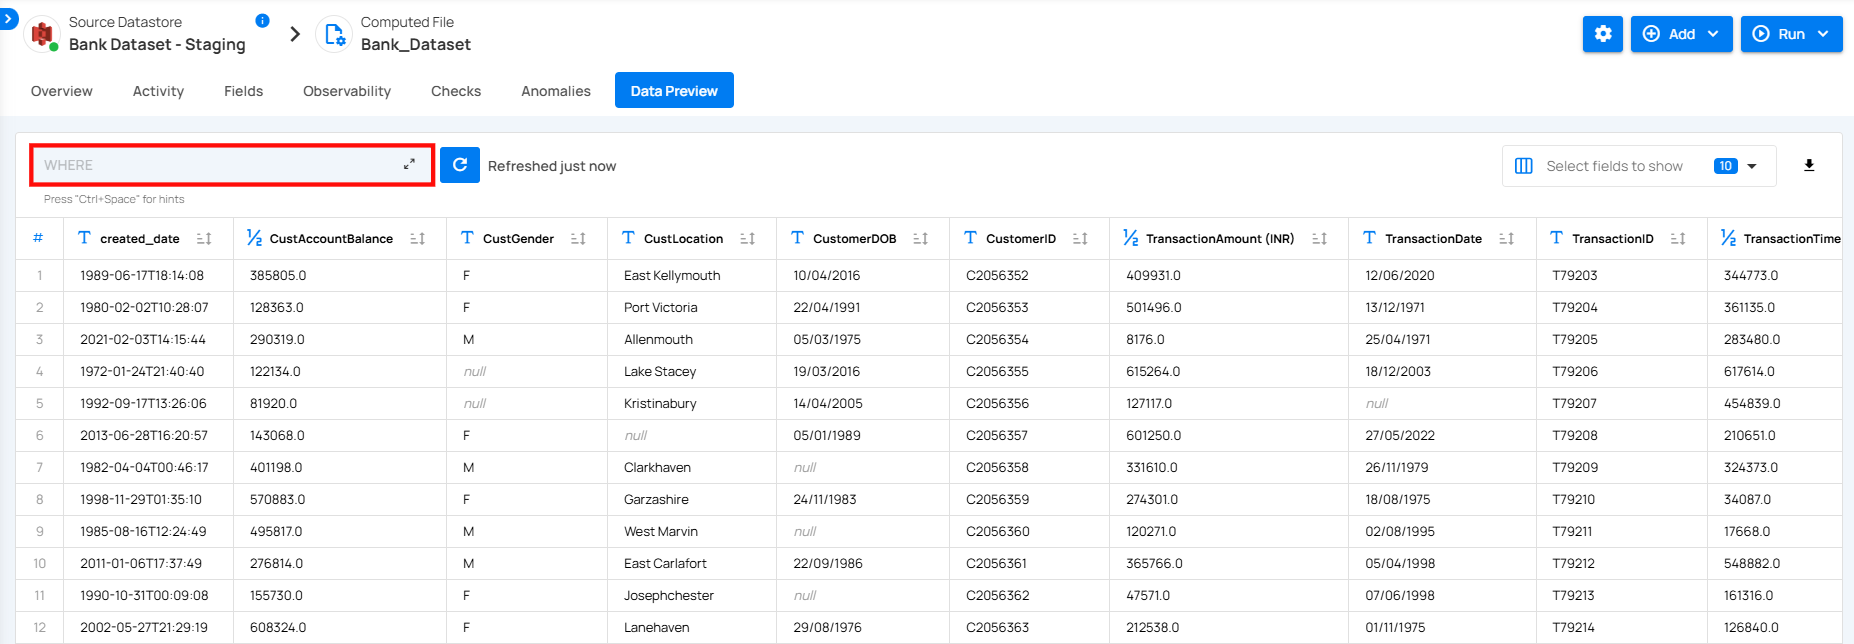 Source Datastore
Bank Dataset - Staging
Computed File
Bank_Dataset
Add
Run
Overview Activity Fields Observability Checks Anomalies Data Preview
WHERE
Refreshed just now
Select fields to show 10
Press "Ctrl+Space" for hints
# created_date ½ CustAccountBalance CustGender CustLocation CustomerDOB CustomerID ½ TransactionAmount (INR) TransactionDate TransactionID ½ TransactionTime
1 1989-06-17T18:14:08 385805.0 F East Kellymouth 10/04/2016 C2056352 409931.0 12/06/2020 T79203 344773.0
2 1980-02-02T10:28:07 128363.0 F Port Victoria 22/04/1991 C2056353 501496.0 13/12/1971 T79204 361135.0
3 2021-02-03T14:15:44 290319.0 M Allenmouth 05/03/1975 C2056354 8176.0 25/04/1971 T79205 283480.0
4 1972-01-24T21:40:40 122134.0 null Lake Stacey 19/03/2016 C2056355 615264.0 18/12/2003 T79206 617614.0
5 1992-09-17T13:26:06 81920.0 null Kristinabury 14/04/2005 C2056356 127117.0 null T79207 454839.0
6 2013-06-28T16:20:57 143068.0 F null 05/01/1989 C2056357 601250.0 27/05/2022 T79208 210651.0
7 1982-04-04T00:46:17 401198.0 M Clarkhaven null C2056358 331610.0 26/11/1979 T79209 324373.0
8 1998-11-29T01:35:10 570883.0 F Garzashire 24/11/1983 C2056359 274301.0 18/08/1975 T79210 34087.0
9 1985-08-16T12:24:49 495817.0 M West Marvin null C2056360 120271.0 02/08/1995 T79211 17668.0
10 2011-01-06T17:37:49 276814.0 M East Carlafort 22/09/1986 C2056361 365766.0 05/04/1998 T79212 548882.0
11 1990-10-31T00:09:08 155730.0 F Josephchester null C2056362 47571.0 07/06/1998 T79213 161316.0
12 2002-05-27T21:29:19 608324.0 F Lanehaven 29/08/1976 C2056363 212538.0 01/11/1975 T79214 126840.0